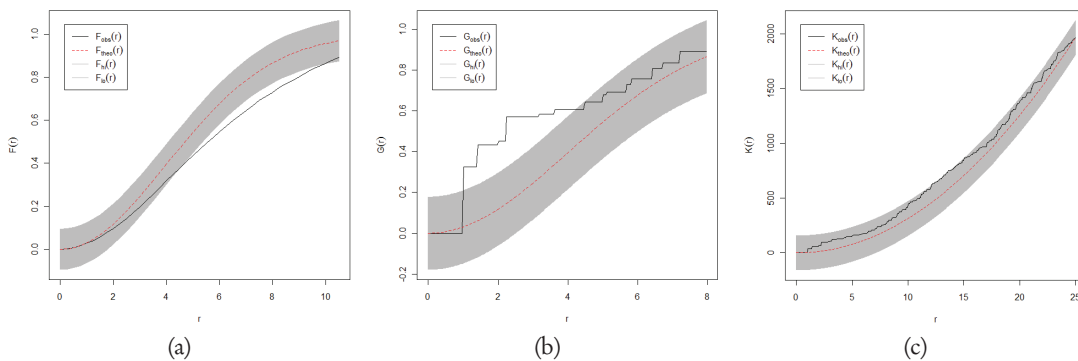 F_obs(r)
F_theo(r)
F_hi(r)
F_lo(r)
F(r)
0.0 0.2 0.4 0.6 0.8 1.0
0 2 4 6 8 10
r
(a)
G_obs(r)
G_theo(r)
G_hi(r)
G_lo(r)
G(r)
-0.2 0.0 0.2 0.4 0.6 0.8 1.0
0 2 4 6 8
r
(b)
K_obs(r)
K_theo(r)
K_hi(r)
K_lo(r)
K(r)
0 500 1000 1500 2000
0 5 10 15 20 25
r
(c)